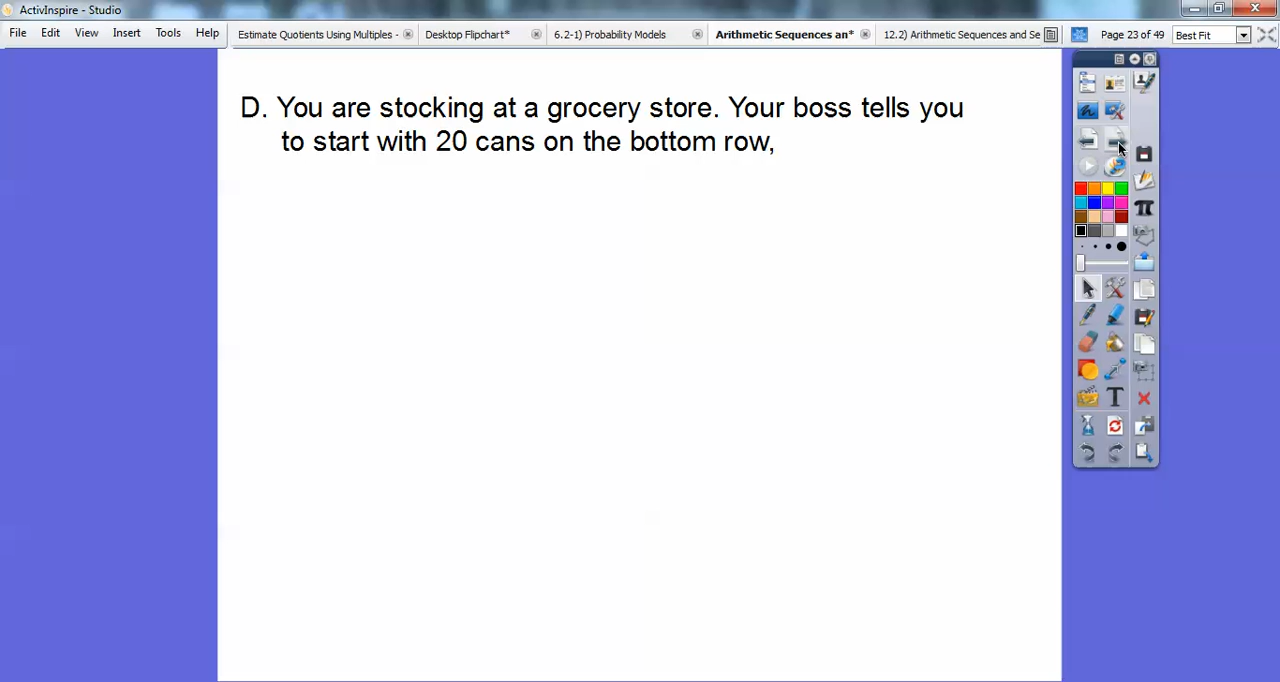 ActivInspire - Studio
File Edit View Insert Tools Help
Estimate Quotients Using Multiples - Desktop Flipchart* 6.2-1) Probability Models Arithmetic Sequences an* 12.2) Arithmetic Sequences and Se Page 23 of 49 Best Fit
D. You are stocking at a grocery store. Your boss tells you
to start with 20 cans on the bottom row,